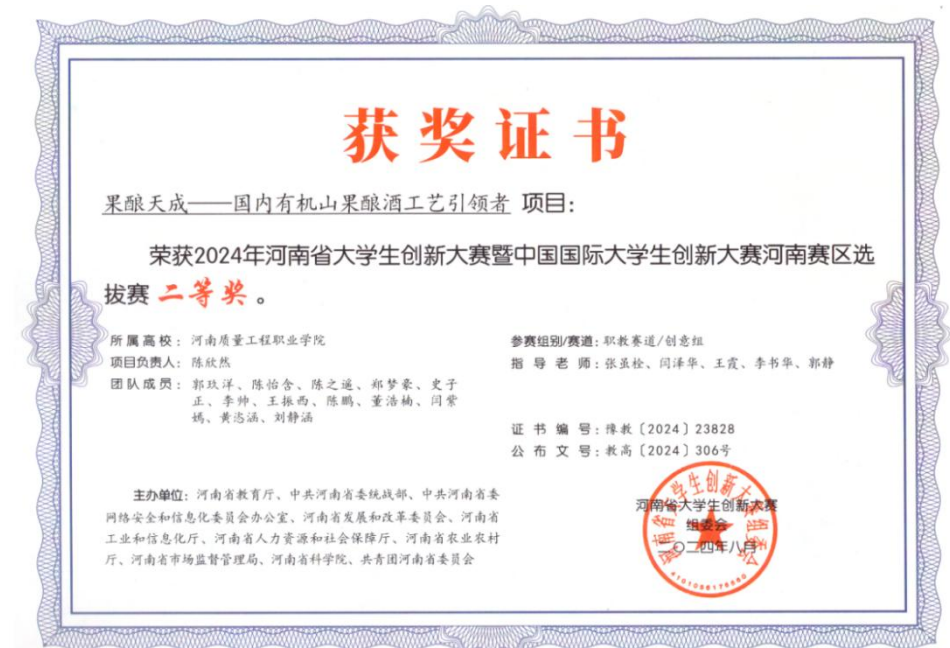 获奖证书
果酿天成——国内有机山果酿酒工艺引领者 项目：
荣获2024年河南省大学生创新大赛暨中国国际大学生创新大赛河南赛区选
拔赛 二等奖 。
所属高校：河南质量工程职业学院
项目负责人：陈欣然
团队成员：郭玖洋、陈怡含、陈之遥、郑梦豪、史子
正、李帅、王振西、陈鹏、董浩楠、闫紫
嫣、黄浩涵、刘静涵
参赛组别/赛道：职教赛道/创意组
指导老师：张虽栓、闫泽华、王霞、李书华、郭静
证书编号：豫教〔2024〕23828
公布文号：教高〔2024〕306号
主办单位：河南省教育厅、中共河南省委统战部、中共河南省委
网络安全和信息化委员会办公室、河南省发展和改革委员会、河南省
工业和信息化厅、河南省人力资源和社会保障厅、河南省农业农村
厅、河南省市场监督管理局、河南省科学院、共青团河南省委员会
河南省大学生创新大赛
组委会
二〇二四年八月
河南省大学生创新大赛组委会